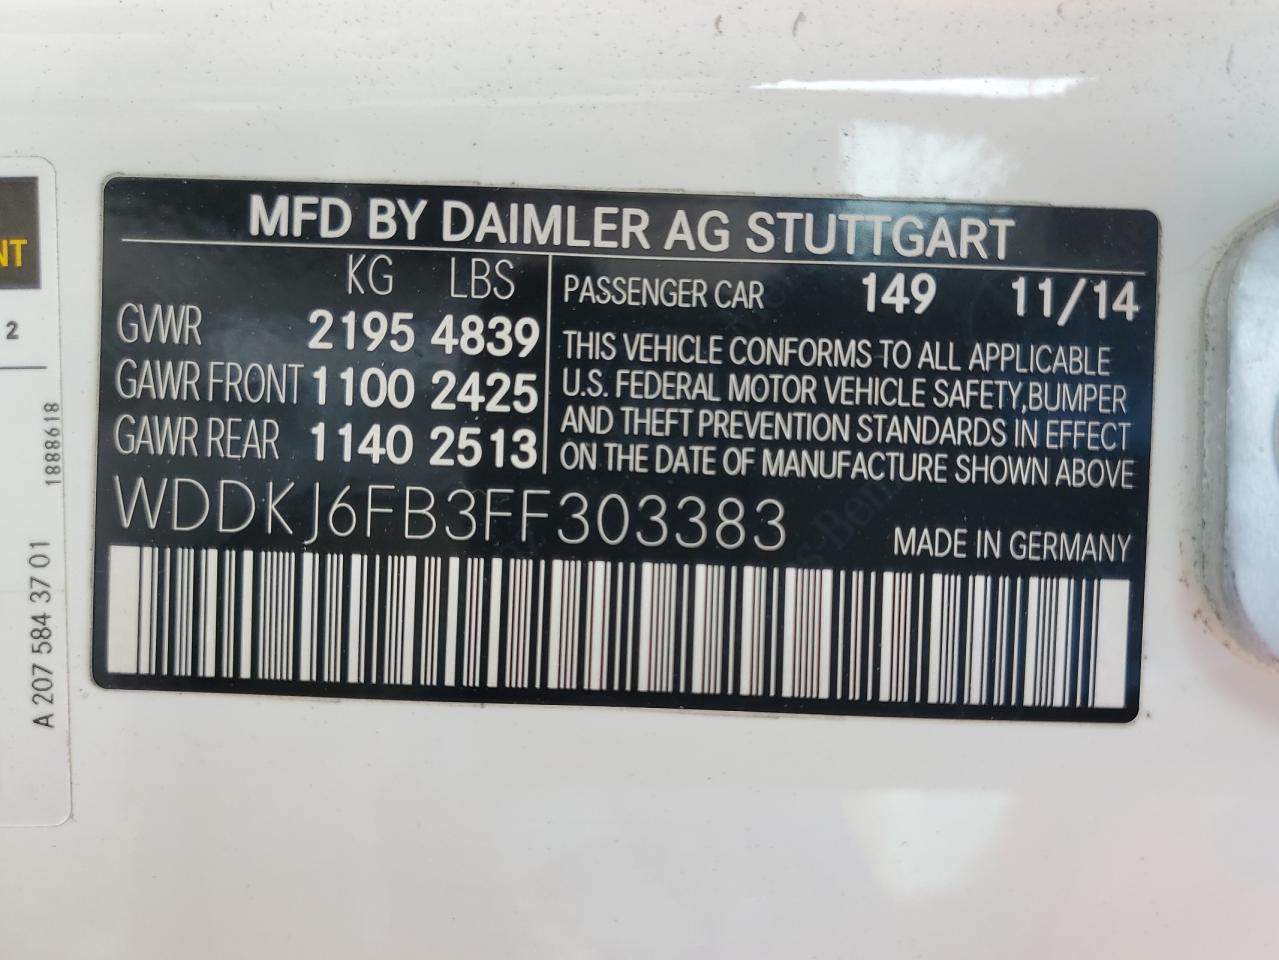 MFD BY DAIMLER AG STUTTGART
KG LBS
GVWR 2195 4839
GAWR FRONT 1100 2425
GAWR REAR 1140 2513
PASSENGER CAR 149 11/14
THIS VEHICLE CONFORMS TO ALL APPLICABLE
U.S. FEDERAL MOTOR VEHICLE SAFETY,BUMPER
AND THEFT PREVENTION STANDARDS IN EFFECT
ON THE DATE OF MANUFACTURE SHOWN ABOVE
WDDKJ6FB3FF303383
MADE IN GERMANY
NT
2
1888618
A 207 584 37 01